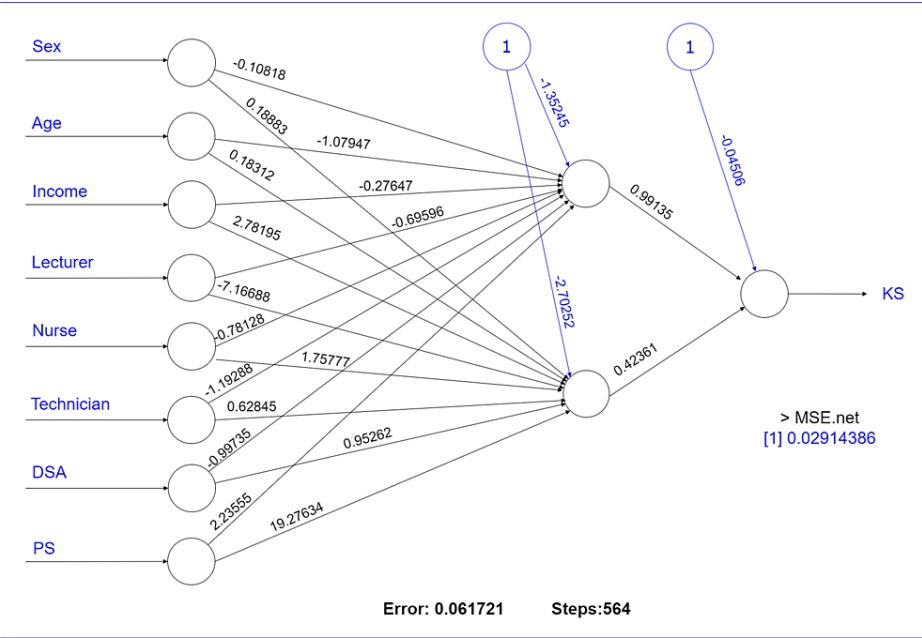 Sex
Age
Income
Lecturer
Nurse
Technician
DSA
PS
-0.10818
0.18883
-1.07947
0.18312
-0.27647
2.78195
-0.69596
-7.16688
-0.78128
1.75777
-1.19288
0.62845
-0.99735
0.95262
2.23555
19.27634
1
-1.35245
-2.70252
1
-0.04506
0.99135
0.42361
KS
> MSE.net
[1] 0.02914386
Error: 0.061721 Steps:564